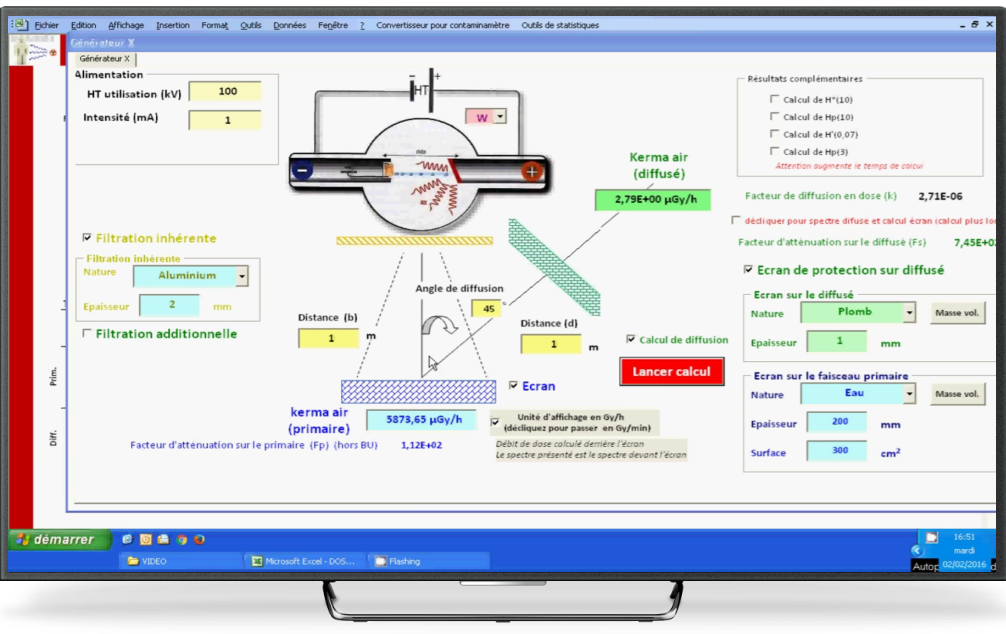 Fichier Edition Affichage Insertion Format Outils Données Fenêtre ? Convertisseur pour contaminamètre Outils de statistiques
Générateur X
Générateur X
Alimentation
HT utilisation (kV) 100
Intensité (mA) 1
HT
W
Kerma air
(diffusé)
2,79E+00 µGy/h
Résultats complémentaires
Calcul de H*(10)
Calcul de Hp(10)
Calcul de H'(0,07)
Calcul de Hp(3)
Attention augmente le temps de calcul
Facteur de diffusion en dose (k) 2,71E-06
décliquer pour spectre difuse et calcul écran (calcul plus lo
Facteur d'atténuation sur le diffusé (Fs) 7,45E+0
Filtration inhérente
Filtration inhérente
Nature Aluminium
Epaisseur 2 mm
Filtration additionnelle
Angle de diffusion
45 °
Distance (b)
1 m
Distance (d)
1 m
Calcul de diffusion
Lancer calcul
Ecran
Ecran de protection sur diffusé
Ecran sur le diffusé
Nature Plomb Masse vol.
Epaisseur 1 mm
Ecran sur le faisceau primaire
Nature Eau Masse vol.
Epaisseur 200 mm
Surface 300 cm²
kerma air
(primaire)
5873,65 µGy/h
Unité d'affichage en Gy/h
(décliquez pour passer en Gy/min)
Facteur d'atténuation sur le primaire (Fp) (hors BU) 1,12E+02
Débit de dose calculé derrière l'écran
Le spectre présenté est le spectre devant l'écran
Prim.
Diff.
démarrer
VIDEO
Microsoft Excel - DOS...
Flashing
16:51
mardi
02/02/2016
Autop